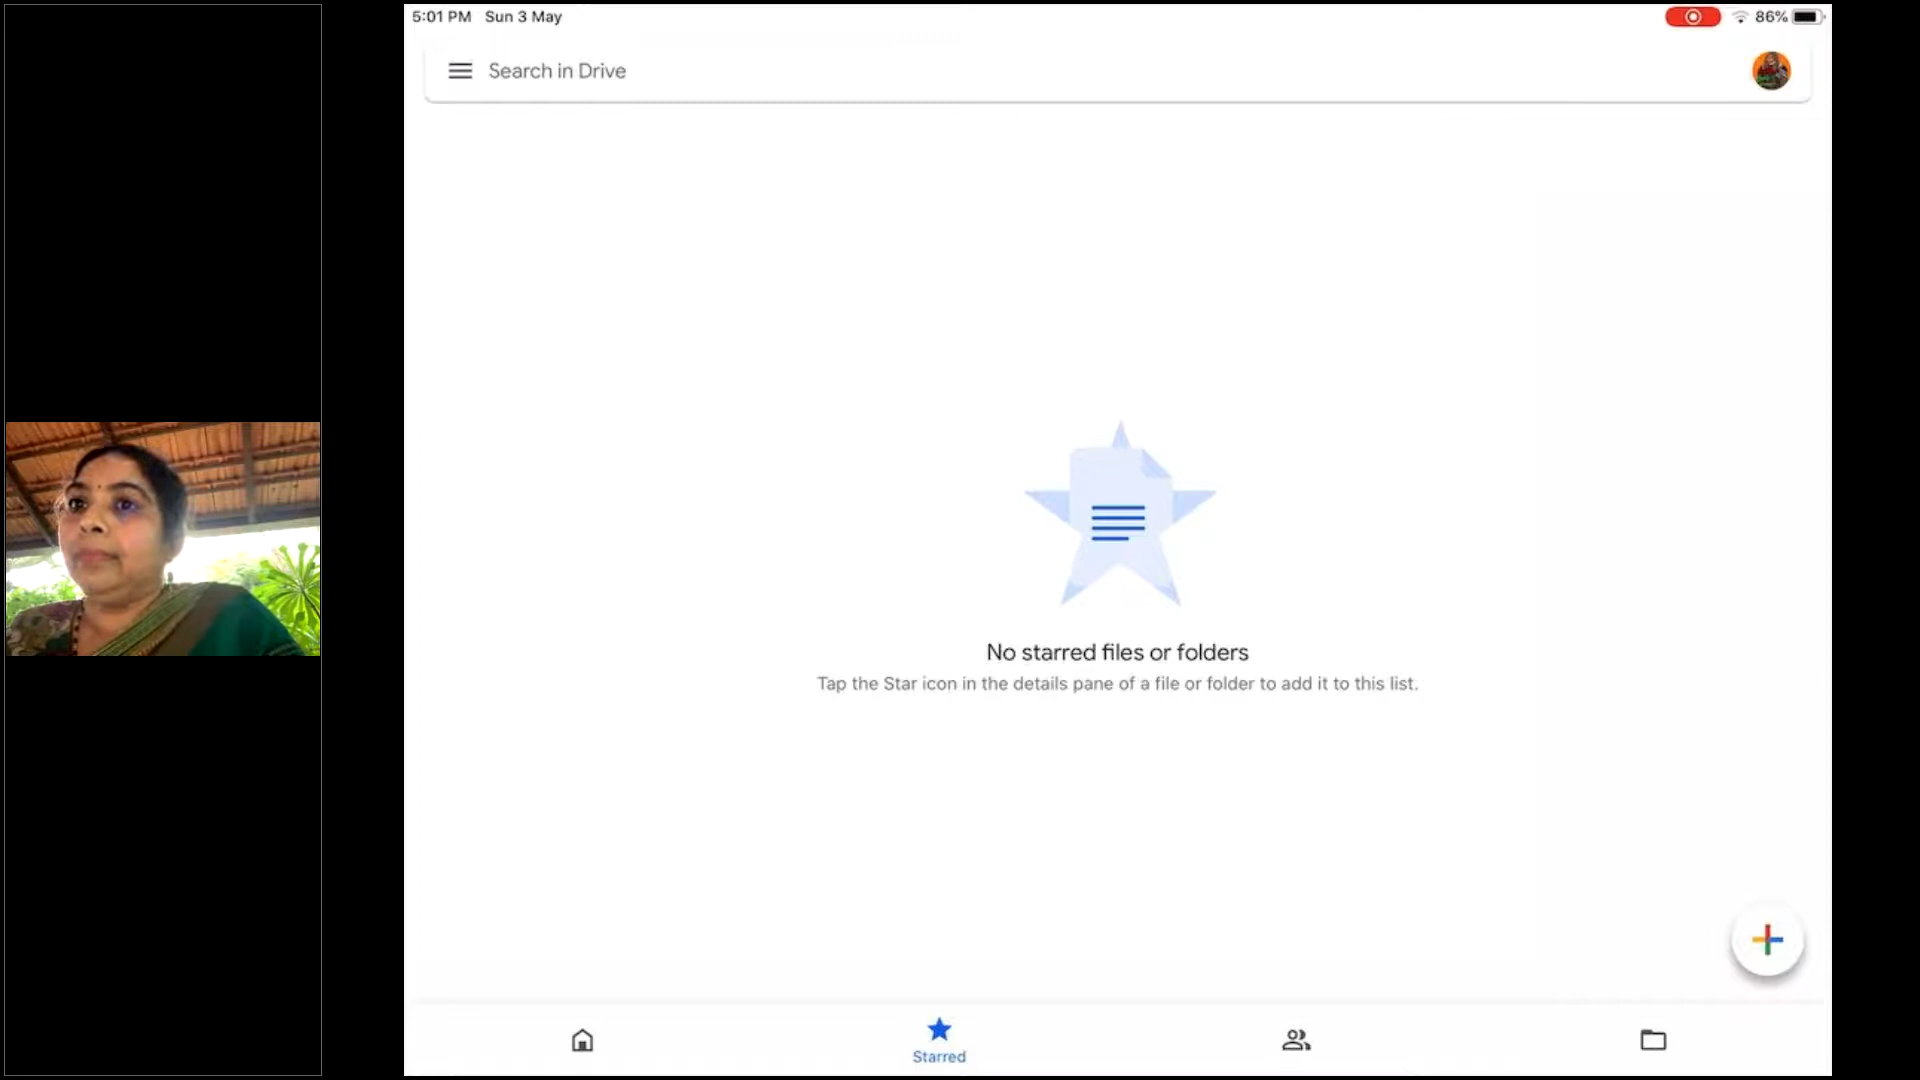 5:01 PM Sun 3 May
86%
Search in Drive
No starred files or folders
Tap the Star icon in the details pane of a file or folder to add it to this list.
Starred